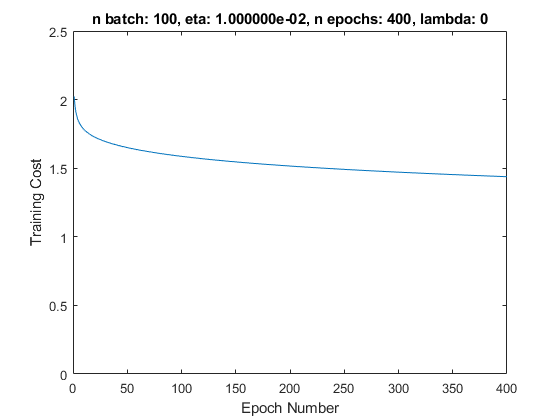 n batch: 100, eta: 1.000000e-02, n epochs: 400, lambda: 0
2.5
2
1.5
1
0.5
0
Training Cost
0 50 100 150 200 250 300 350 400
Epoch Number